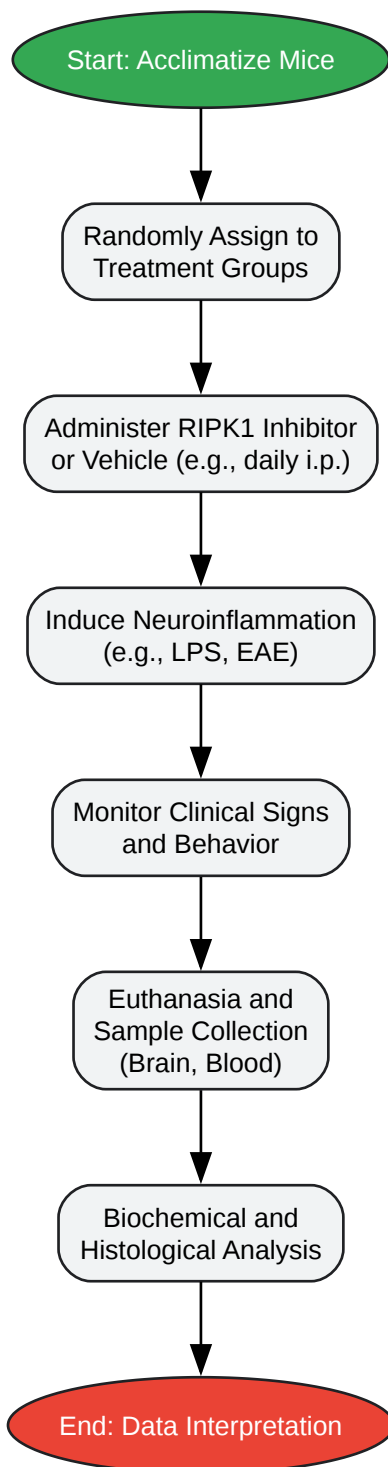 Start: Acclimatize Mice
Randomly Assign to
Treatment Groups
Administer RIPK1 Inhibitor
or Vehicle (e.g., daily i.p.)
Induce Neuroinflammation
(e.g., LPS, EAE)
Monitor Clinical Signs
and Behavior
Euthanasia and
Sample Collection
(Brain, Blood)
Biochemical and
Histological Analysis
End: Data Interpretation